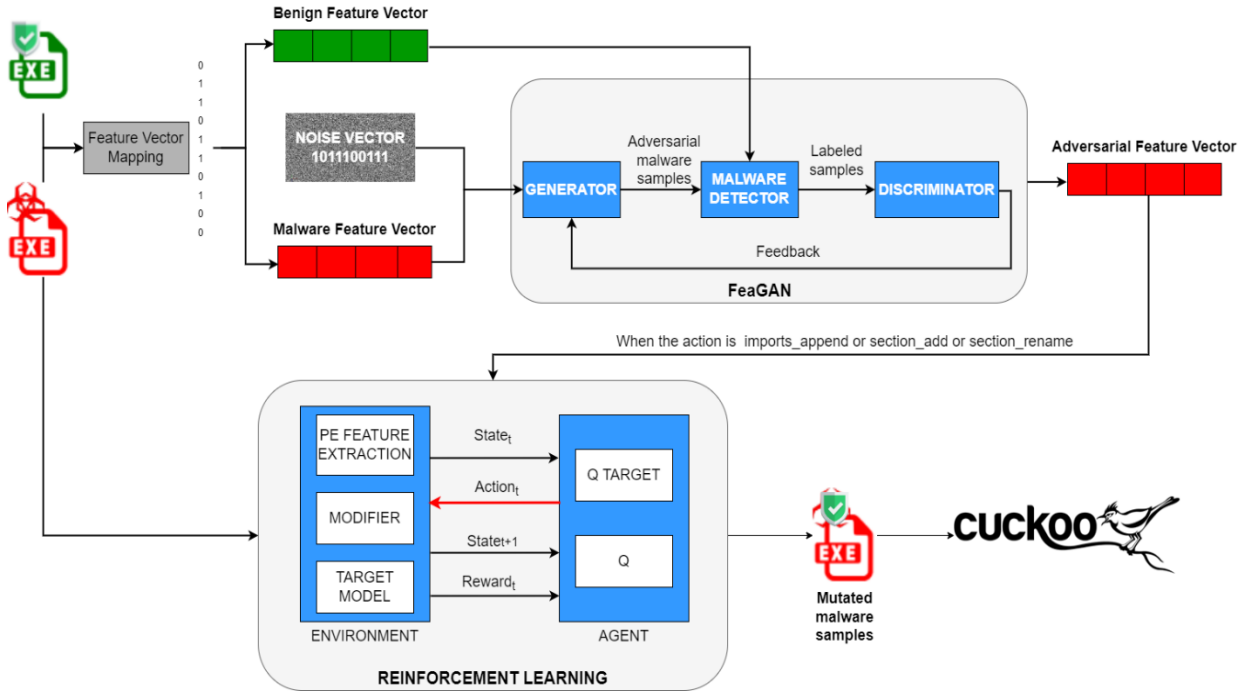 Benign Feature Vector
EXE
0
1
1
0
1
1
0
1
0
0
Feature Vector
Mapping
NOISE VECTOR
1011100111
EXE
Malware Feature Vector
Adversarial
malware
samples
Labeled
samples
GENERATOR
MALWARE
DETECTOR
DISCRIMINATOR
Feedback
FeaGAN
Adversarial Feature Vector
When the action is imports_append or section_add or section_rename
PE FEATURE
EXTRACTION
MODIFIER
TARGET
MODEL
ENVIRONMENT
Stateₜ
Actionₜ
Stateₜ₊₁
Rewardₜ
Q TARGET
Q
AGENT
REINFORCEMENT LEARNING
EXE
Mutated
malware
samples
cuckoo